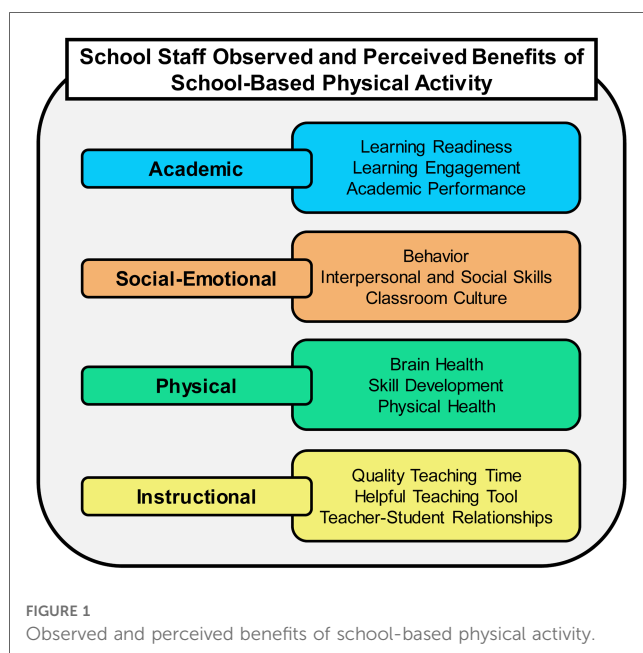 School Staff Observed and Perceived Benefits of
School-Based Physical Activity
Academic
Learning Readiness
Learning Engagement
Academic Performance
Social-Emotional
Behavior
Interpersonal and Social Skills
Classroom Culture
Physical
Brain Health
Skill Development
Physical Health
Instructional
Quality Teaching Time
Helpful Teaching Tool
Teacher-Student Relationships
FIGURE 1
Observed and perceived benefits of school-based physical activity.